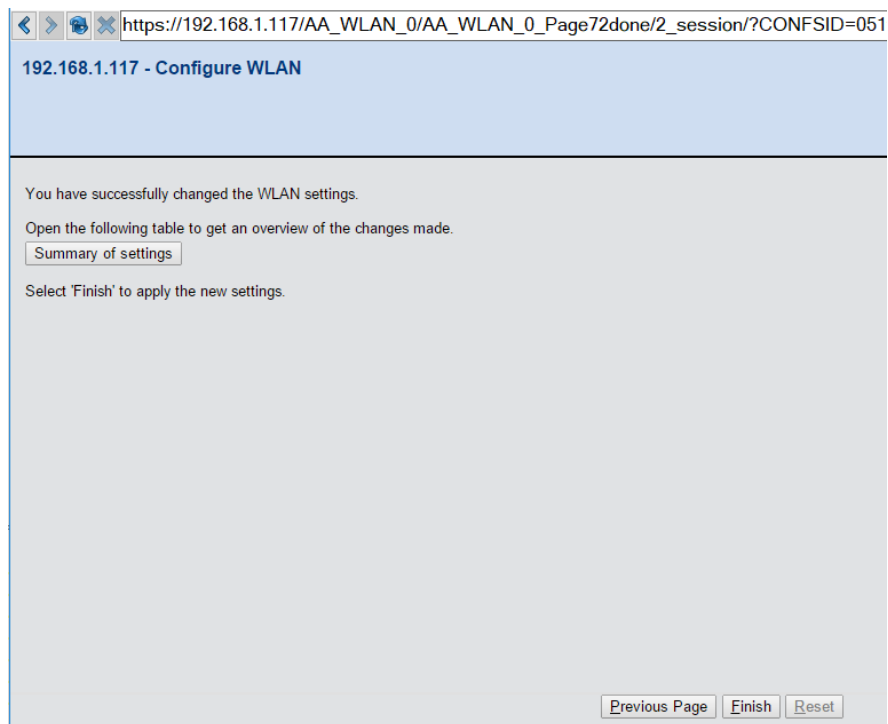 https://192.168.1.117/AA_WLAN_0/AA_WLAN_0_Page72done/2_session/?CONFSID=051
192.168.1.117 - Configure WLAN
You have successfully changed the WLAN settings.
Open the following table to get an overview of the changes made.
Summary of settings
Select 'Finish' to apply the new settings.
Previous Page Finish Reset